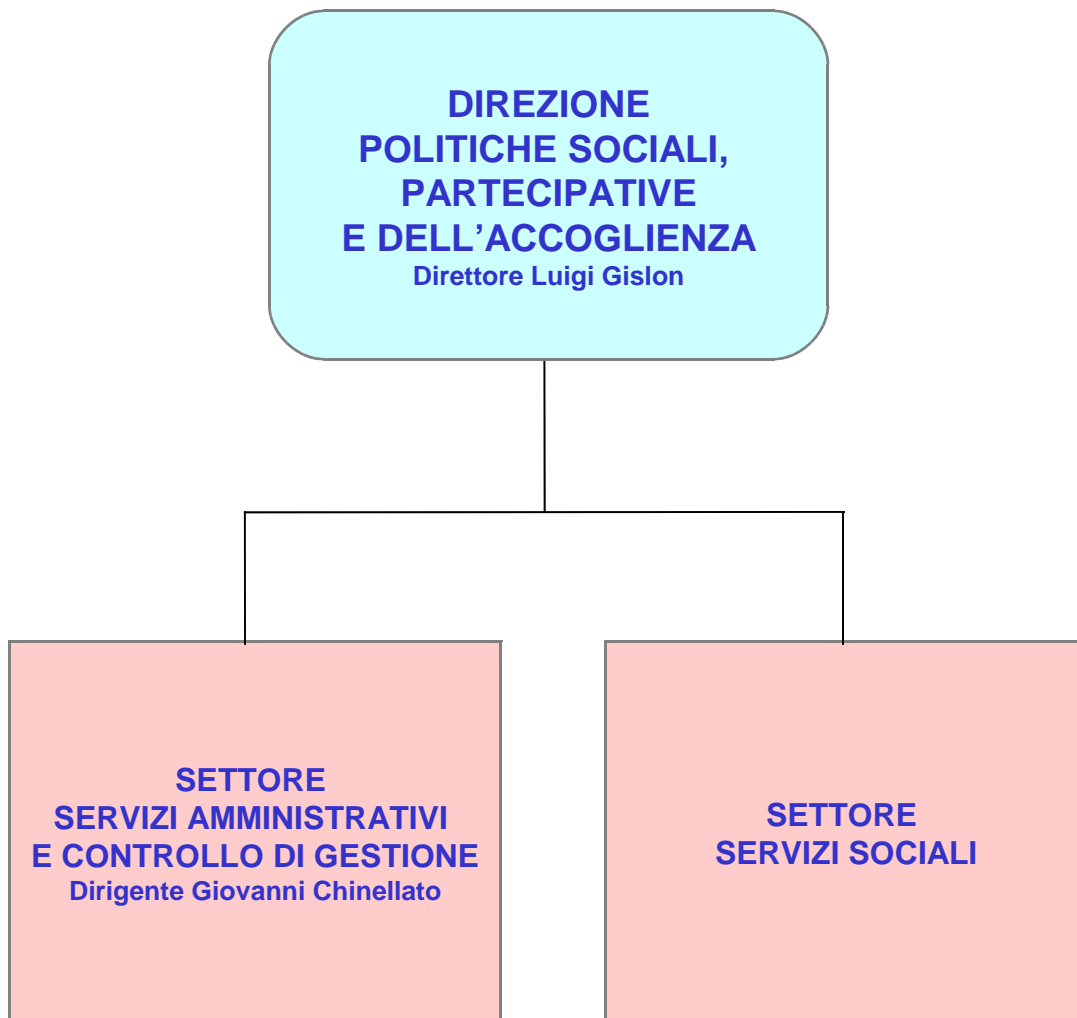 DIREZIONE
POLITICHE SOCIALI,
PARTECIPATIVE
E DELL’ACCOGLIENZA
Direttore Luigi Gislon
SETTORE
SERVIZI AMMINISTRATIVI
E CONTROLLO DI GESTIONE
Dirigente Giovanni Chinellato
SETTORE
SERVIZI SOCIALI